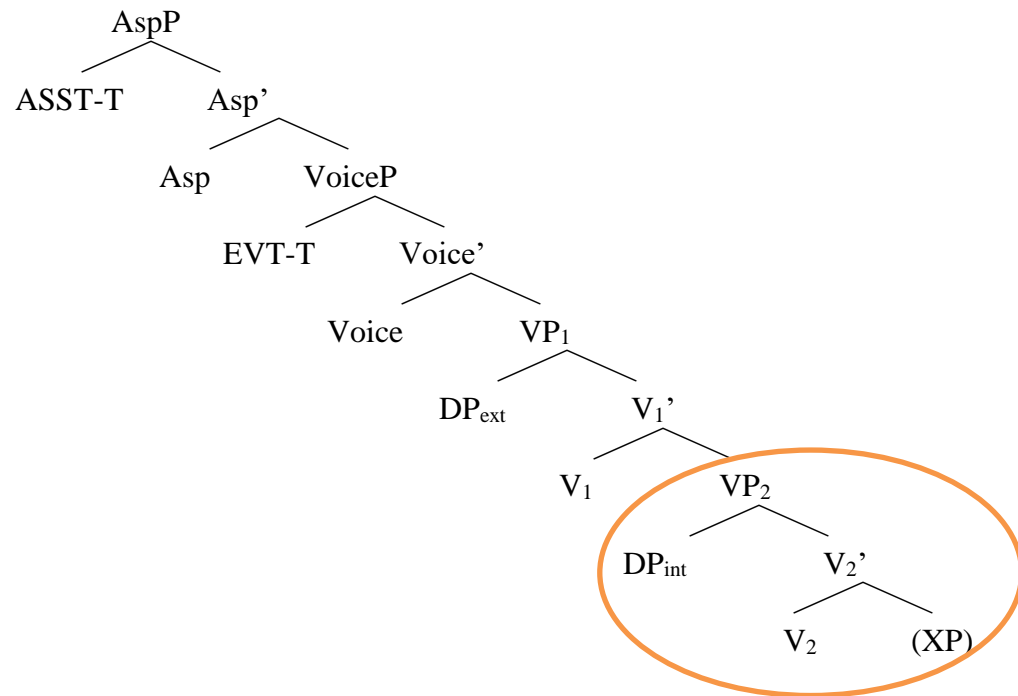 AspP
ASST-T Asp’
Asp VoiceP
EVT-T Voice’
Voice VP₁
DPₑₓₜ V₁’
V₁ VP₂
DPᵢₙₜ V₂’
V₂ (XP)